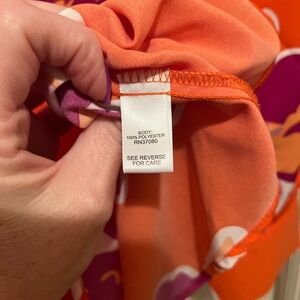 BODY:
100% POLYESTER
RN37080
SEE REVERSE
FOR CARE